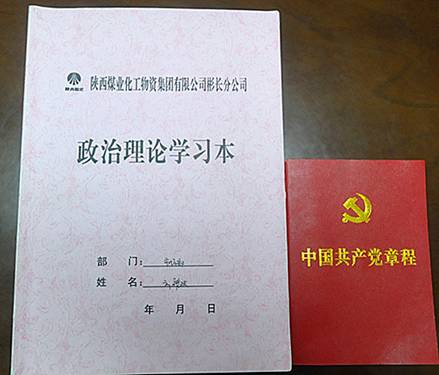 陕西煤业化工物资集团有限公司彬长分公司
政治理论学习本
部 门:
姓 名:
年 月 日
中国共产党章程